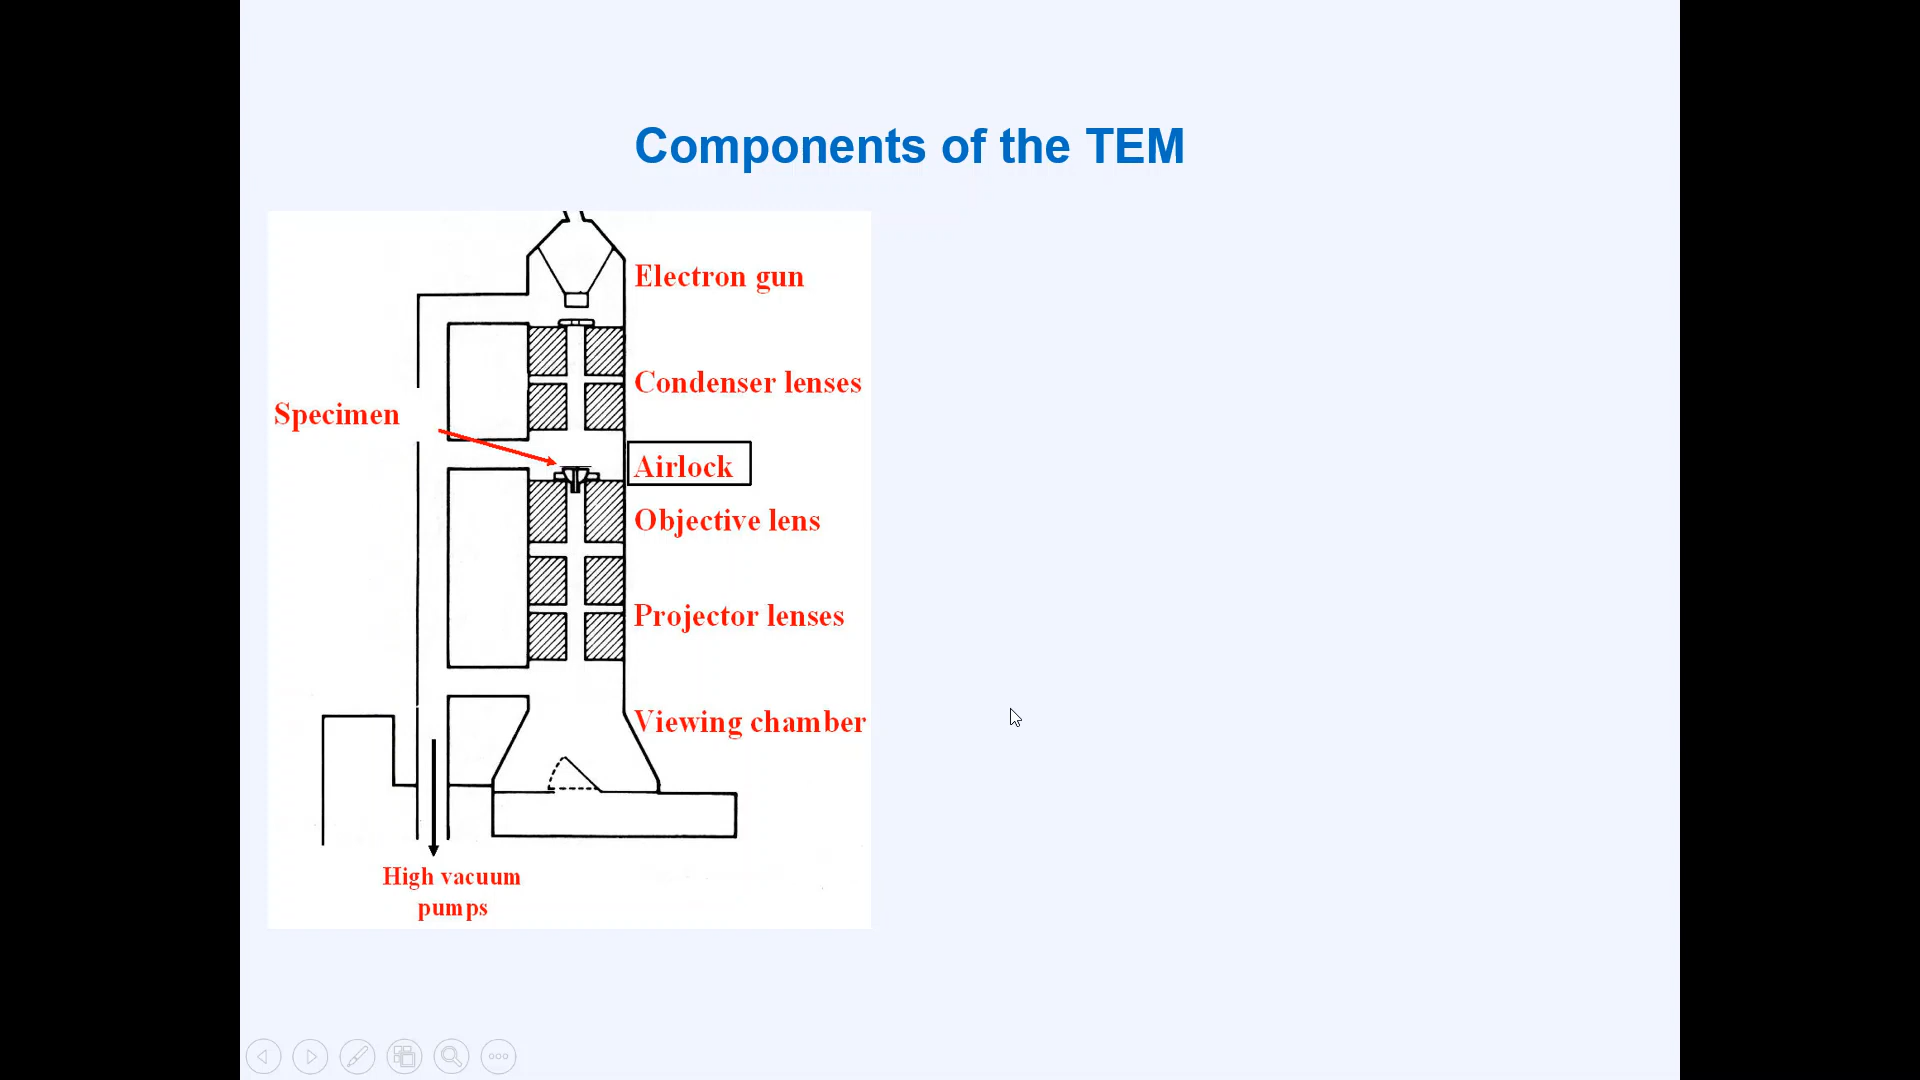 Components of the TEM
Electron gun
Condenser lenses
Specimen
Airlock
Objective lens
Projector lenses
Viewing chamber
High vacuum
pumps